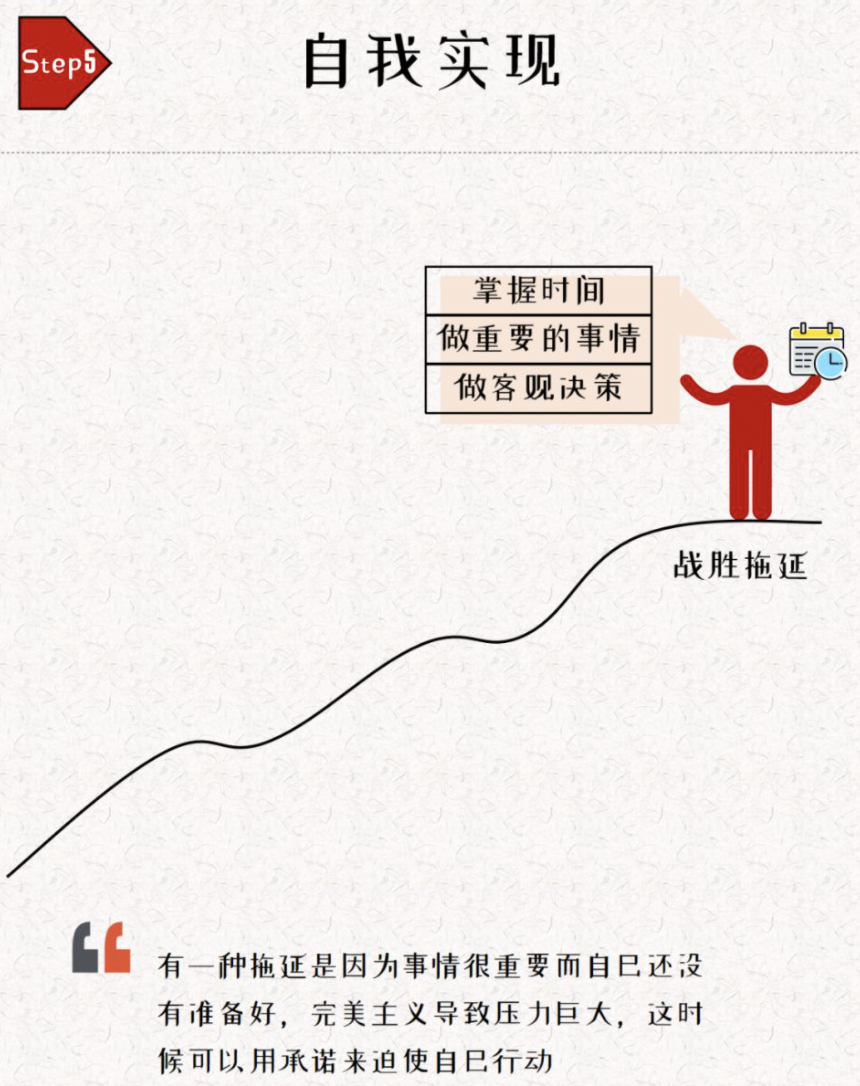 Step5
自我实现
掌握时间
做重要的事情
做客观决策
战胜拖延
有一种拖延是因为事情很重要而自己还没
有准备好，完美主义导致压力巨大，这时
候可以用承诺来迫使自己行动